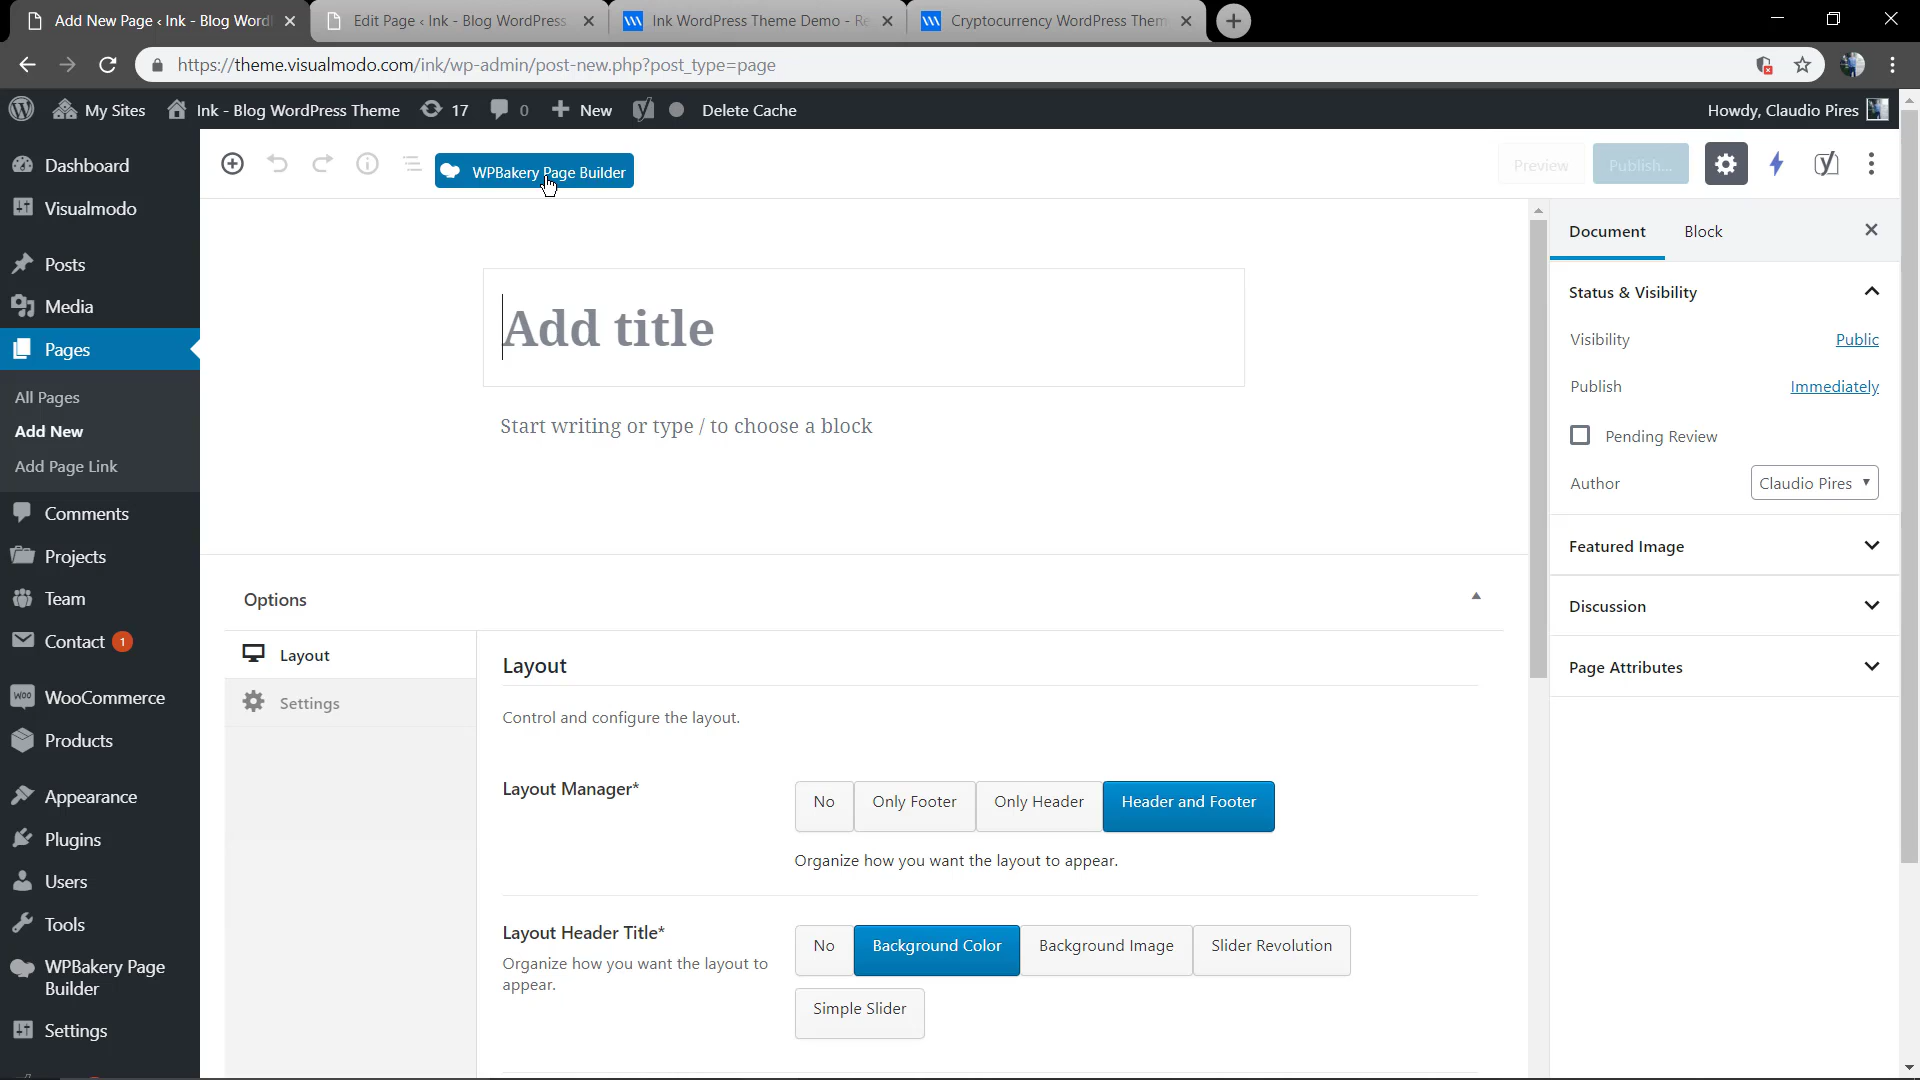 Add New Page ‹ Ink - Blog Word
Edit Page ‹ Ink - Blog WordPress
Ink WordPress Theme Demo - Re
Cryptocurrency WordPress Them
https://theme.visualmodo.com/ink/wp-admin/post-new.php?post_type=page
My Sites
Ink - Blog WordPress Theme
17
0
New
Delete Cache
Howdy, Claudio Pires
Dashboard
Visualmodo
Posts
Media
Pages
All Pages
Add New
Add Page Link
Comments
Projects
Team
Contact 1
WooCommerce
Products
Appearance
Plugins
Users
Tools
WPBakery Page
Builder
Settings
WPBakery Page Builder
Preview
Publish...
Add title
Start writing or type / to choose a block
Options
Layout
Settings
Layout
Control and configure the layout.
Layout Manager*
No
Only Footer
Only Header
Header and Footer
Organize how you want the layout to appear.
Layout Header Title*
Organize how you want the layout to
appear.
No
Background Color
Background Image
Slider Revolution
Simple Slider
Document
Block
Status & Visibility
Visibility
Public
Publish
Immediately
Pending Review
Author
Claudio Pires
Featured Image
Discussion
Page Attributes